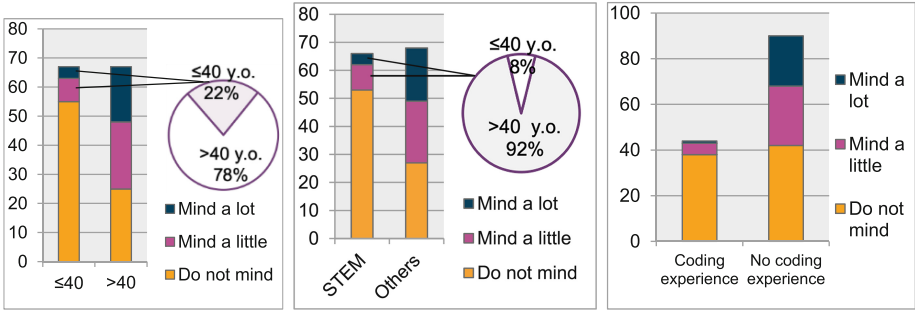 80
70
60
50
40
30
20
10
0
≤40
>40
≤40 y.o.
22%
>40 y.o.
78%
Mind a lot
Mind a little
Do not mind
80
70
60
50
40
30
20
10
0
STEM
Others
≤40 y.o.
8%
>40 y.o.
92%
Mind a lot
Mind a little
Do not mind
100
80
60
40
20
0
Coding
experience
No coding
experience
Mind a
lot
Mind a
little
Do not
mind